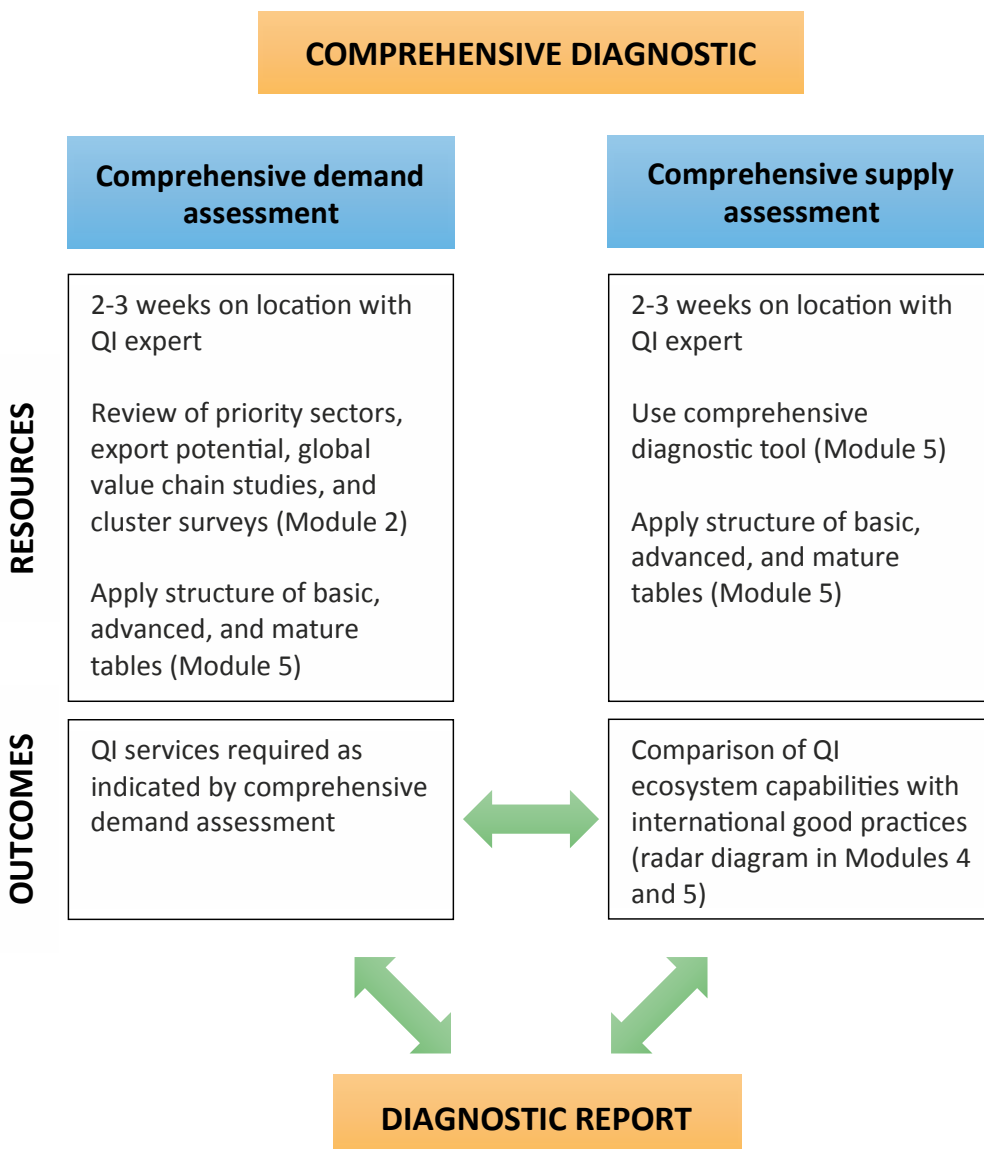 COMPREHENSIVE DIAGNOSTIC
Comprehensive demand
assessment
Comprehensive supply
assessment
RESOURCES
2-3 weeks on location with
QI expert
Review of priority sectors,
export potential, global
value chain studies, and
cluster surveys (Module 2)
Apply structure of basic,
advanced, and mature
tables (Module 5)
2-3 weeks on location with
QI expert
Use comprehensive
diagnostic tool (Module 5)
Apply structure of basic,
advanced, and mature
tables (Module 5)
OUTCOMES
QI services required as
indicated by comprehensive
demand assessment
Comparison of QI
ecosystem capabilities with
international good practices
(radar diagram in Modules 4
and 5)
DIAGNOSTIC REPORT